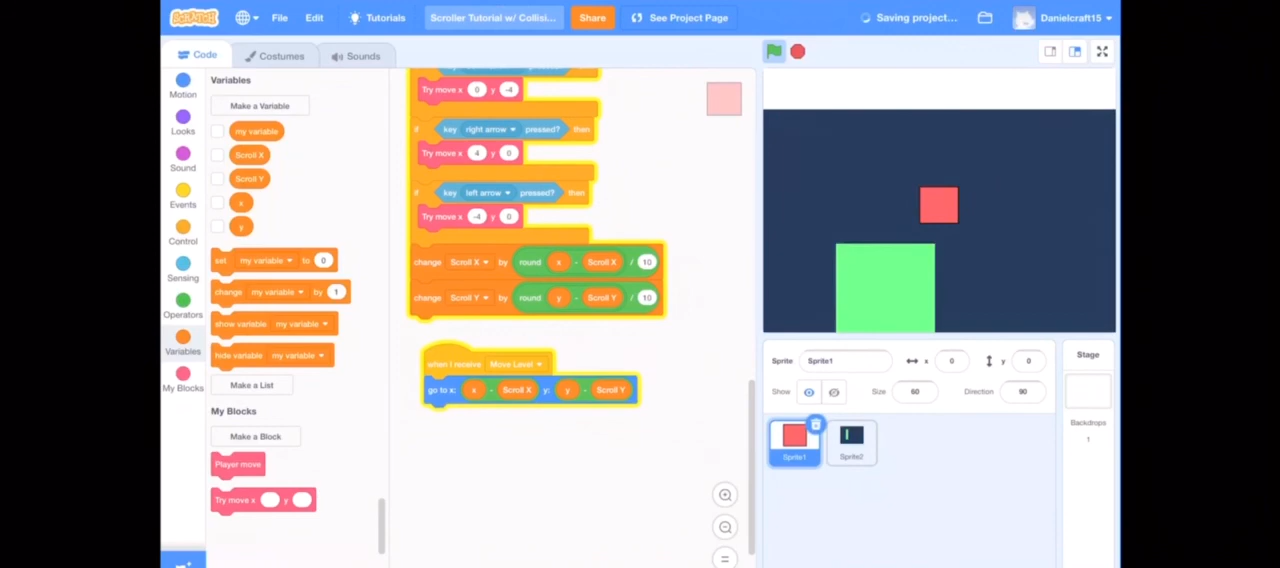 SCRATCH File Edit Tutorials Scroller Tutorial w/ Collisi... Share See Project Page Saving project... Danielcraft15
Code Costumes Sounds
Motion
Looks
Sound
Events
Control
Sensing
Operators
Variables
My Blocks
Variables
Make a Variable
my variable
Scroll X
Scroll Y
x
y
set my variable to 0
change my variable by 1
show variable my variable
hide variable my variable
Make a List
My Blocks
Make a Block
Player move
Try move x y
Try move x 0 y -4
if key right arrow pressed? then
Try move x 4 y 0
if key left arrow pressed? then
Try move x -4 y 0
change Scroll X by round x - Scroll X / 10
change Scroll Y by round y - Scroll Y / 10
when I receive Move Level
go to x: x - Scroll X y: y - Scroll Y
Sprite Sprite1 x 0 y 0
Show Size 60 Direction 90
Sprite1
Sprite2
Stage
Backdrops
1